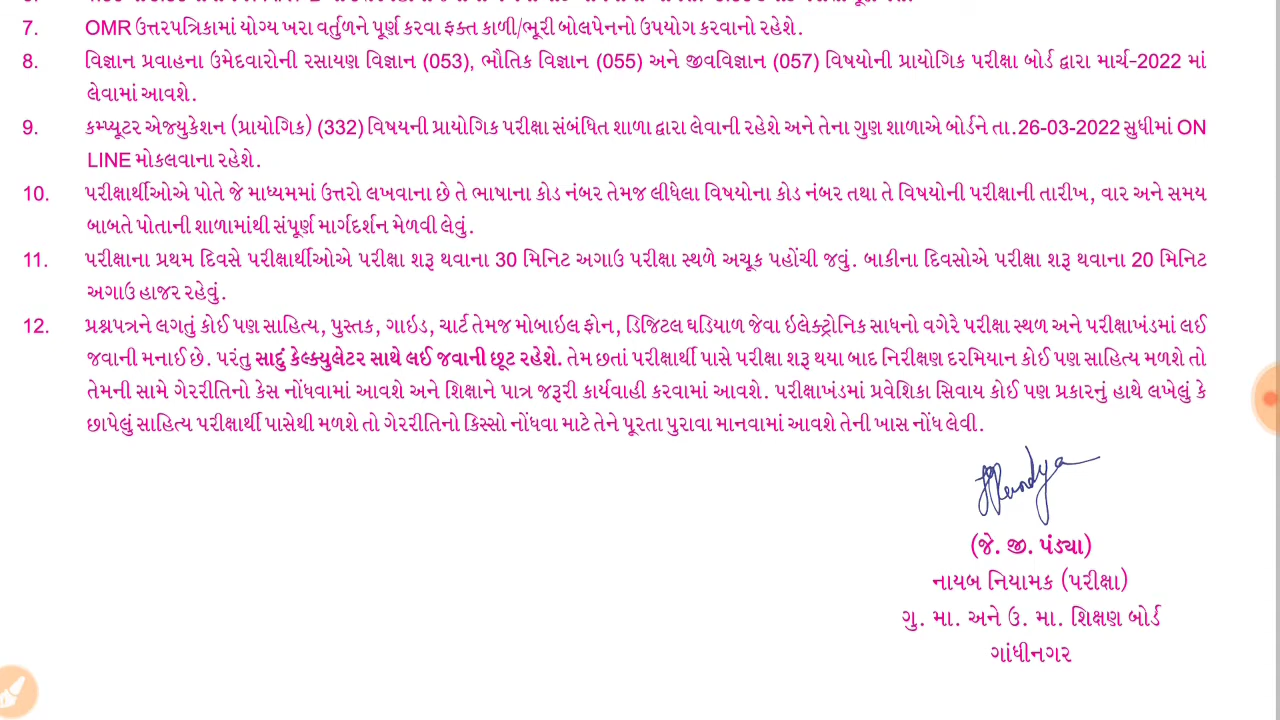 7. OMR ઉત્તરપત્રિકામાં યોગ્ય ખરા વર્તુળને પૂર્ણ કરવા ફક્ત કાળી/ભૂરી બોલપેનનો ઉપયોગ કરવાનો રહેશે.
8. વિજ્ઞાન પ્રવાહના ઉમેદવારોની રસાયણ વિજ્ઞાન (053), ભૌતિક વિજ્ઞાન (055) અને જીવવિજ્ઞાન (057) વિષયોની પ્રાયોગિક પરીક્ષા બોર્ડ દ્વારા માર્ચ-2022 માં
લેવામાં આવશે.
9. કમ્પ્યૂટર એજ્યુકેશન (પ્રાયોગિક) (332) વિષયની પ્રાયોગિક પરીક્ષા સંબંધિત શાળા દ્વારા લેવાની રહેશે અને તેના ગુણ શાળાએ બોર્ડને તા.26-03-2022 સુધીમાં ON
LINE મોકલવાના રહેશે.
10. પરીક્ષાર્થીઓએ પોતે જે માધ્યમમાં ઉત્તરો લખવાના છે તે ભાષાના કોડ નંબર તેમજ લીધેલા વિષયોના કોડ નંબર તથા તે વિષયોની પરીક્ષાની તારીખ, વાર અને સમય
બાબતે પોતાની શાળામાંથી સંપૂર્ણ માર્ગદર્શન મેળવી લેવું.
11. પરીક્ષાના પ્રથમ દિવસે પરીક્ષાર્થીઓએ પરીક્ષા શરૂ થવાના 30 મિનિટ અગાઉ પરીક્ષા સ્થળે અચૂક પહોંચી જવું. બાકીના દિવસોએ પરીક્ષા શરૂ થવાના 20 મિનિટ
અગાઉ હાજર રહેવું.
12. પ્રશ્નપત્રને લગતું કોઈ પણ સાહિત્ય, પુસ્તક, ગાઇડ, ચાર્ટ તેમજ મોબાઇલ ફોન, ડિજિટલ ઘડિયાળ જેવા ઇલેક્ટ્રોનિક સાધનો વગેરે પરીક્ષા સ્થળ અને પરીક્ષાખંડમાં લઈ
જવાની મનાઈ છે. પરંતુ સાદું કેલ્ક્યુલેટર સાથે લઈ જવાની છૂટ રહેશે. તેમ છતાં પરીક્ષાર્થી પાસે પરીક્ષા શરૂ થયા બાદ નિરીક્ષણ દરમિયાન કોઈ પણ સાહિત્ય મળશે તો
તેમની સામે ગેરરીતિનો કેસ નોંધવામાં આવશે અને શિક્ષાને પાત્ર જરૂરી કાર્યવાહી કરવામાં આવશે. પરીક્ષાખંડમાં પ્રવેશિકા સિવાય કોઈ પણ પ્રકારનું હાથે લખેલું કે
છાપેલું સાહિત્ય પરીક્ષાર્થી પાસેથી મળશે તો ગેરરીતિનો કિસ્સો નોંધવા માટે તેને પૂરતા પુરાવા માનવામાં આવશે તેની ખાસ નોંધ લેવી.
(જે. જી. પંડ્યા)
નાયબ નિયામક (પરીક્ષા)
ગુ. મા. અને ઉ. મા. શિક્ષણ બોર્ડ
ગાંધીનગર